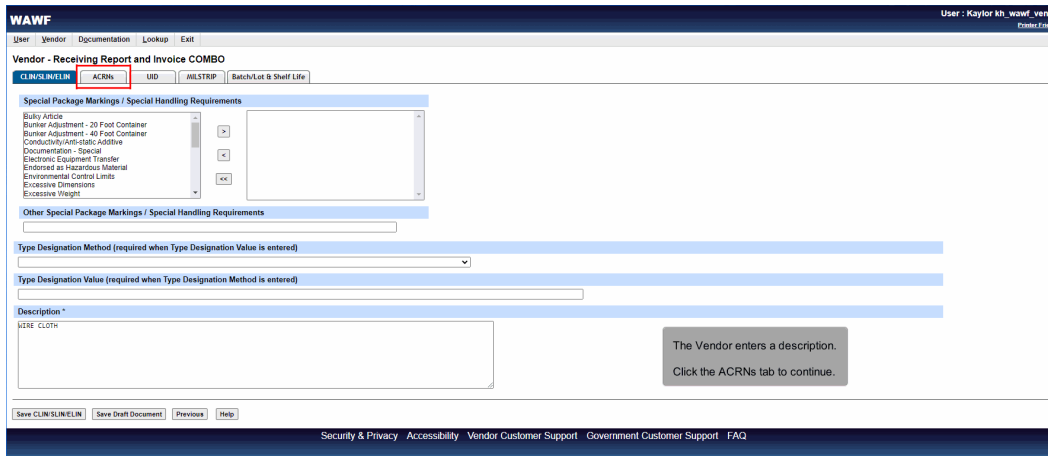 WAWF
User : Kaylor kh_wawf_ven
Printer Frie
User Vendor Documentation Lookup Exit
Vendor - Receiving Report and Invoice COMBO
CLIN/SLIN/ELIN ACRNs UID MILSTRIP Batch/Lot & Shelf Life
Special Package Markings / Special Handling Requirements
Bulky Article
Bunker Adjustment - 20 Foot Container
Bunker Adjustment - 40 Foot Container
Conductivity/Anti-static Additive
Documentation - Special
Electronic Equipment Transfer
Endorsed as Hazardous Material
Environmental Control Limits
Excessive Dimensions
Excessive Weight
>
<
<<
Other Special Package Markings / Special Handling Requirements
Type Designation Method (required when Type Designation Value is entered)
Type Designation Value (required when Type Designation Method is entered)
Description *
WIRE CLOTH
The Vendor enters a description.
Click the ACRNs tab to continue.
Save CLIN/SLIN/ELIN Save Draft Document Previous Help
Security & Privacy Accessibility Vendor Customer Support Government Customer Support FAQ